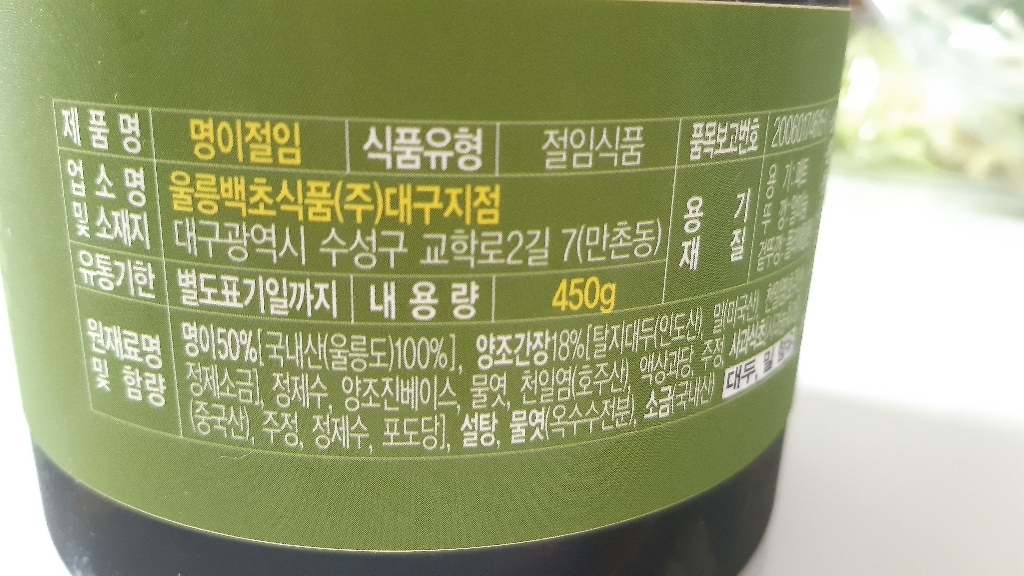 제품명 명이절임 식품유형 절임식품 품목보고번호
업소명 및 소재지 울릉백초식품(주)대구지점
대구광역시 수성구 교학로2길 7(만촌동)
용기재질
유통기한 별도표기일까지 내용량 450g
원재료명 및 함량 명이50%[국내산(울릉도)100%], 양조간장18%[탈지대두(인도산), 밀(미국산),
정제소금], 정제수, 양조진베이스, 물엿, 천일염(호주산), 액상과당, 주정,
(중국산), 주정, 정제수, 포도당], 설탕, 물엿(옥수수전분), 소금(국내산) 대두, 밀